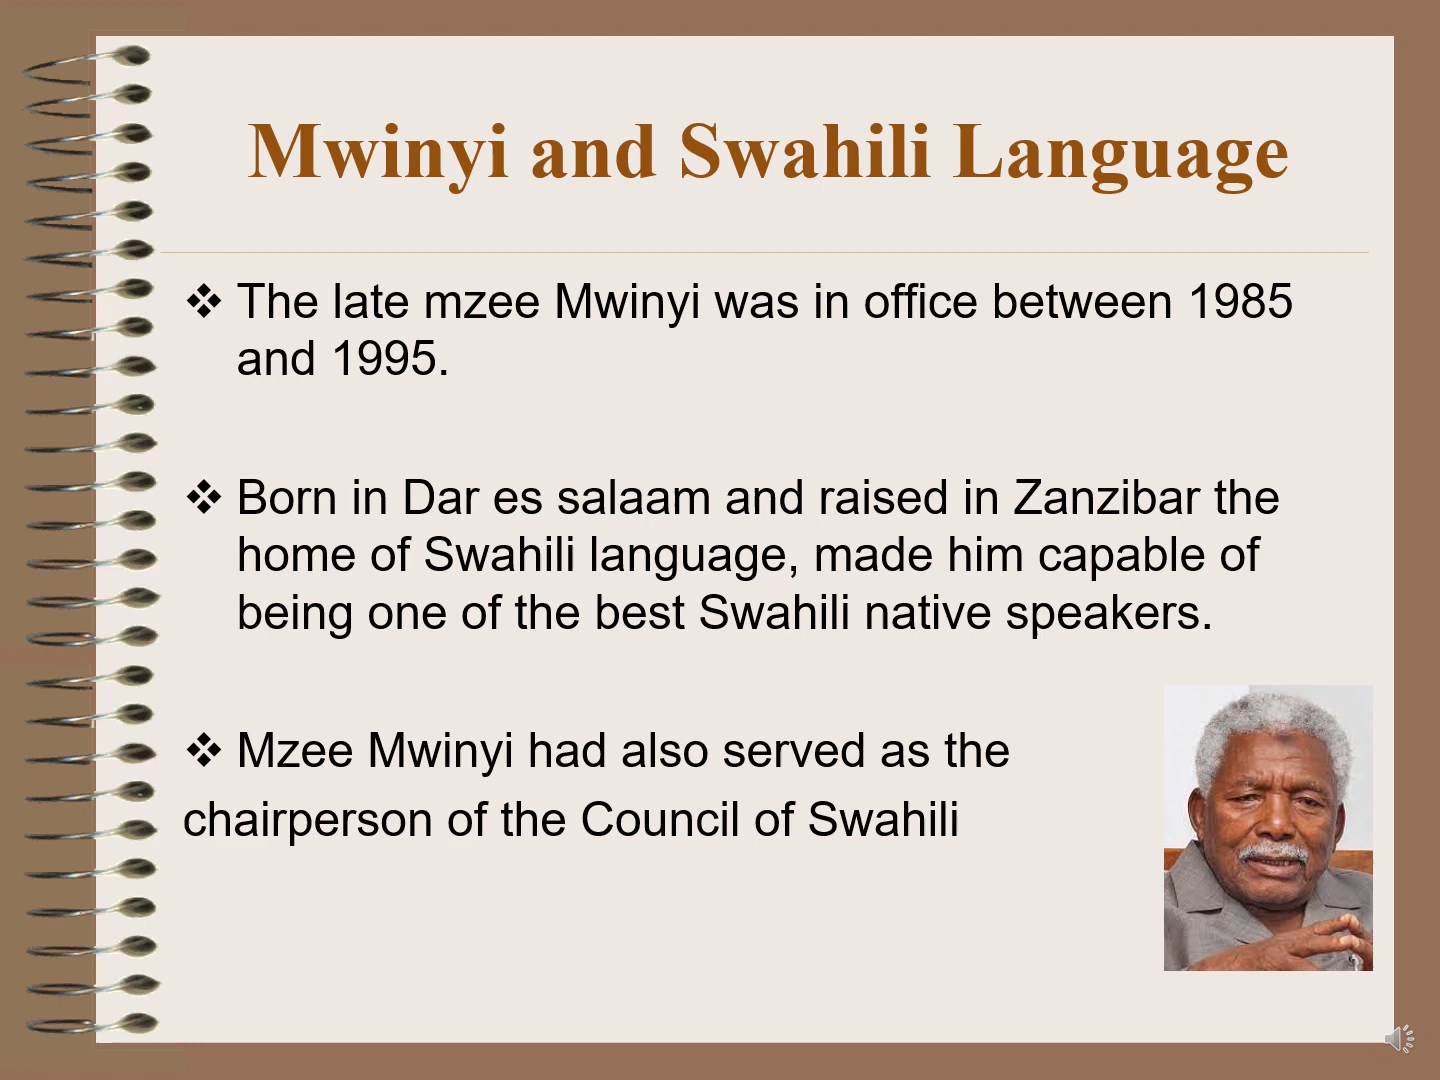 Mwinyi and Swahili Language
❖ The late mzee Mwinyi was in office between 1985
and 1995.
❖ Born in Dar es salaam and raised in Zanzibar the
home of Swahili language, made him capable of
being one of the best Swahili native speakers.
❖ Mzee Mwinyi had also served as the
chairperson of the Council of Swahili